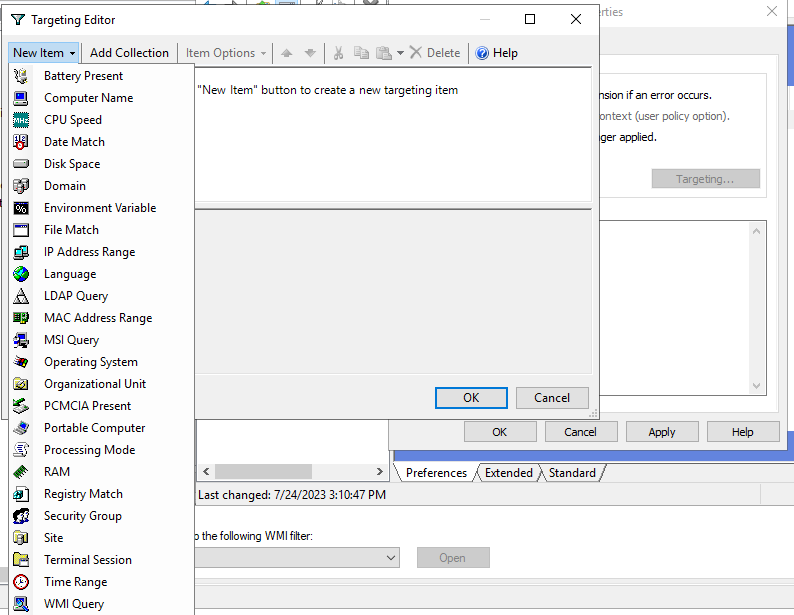 Targeting Editor
erties
New Item
Add Collection
Item Options
Delete
Help
Battery Present
Computer Name
CPU Speed
Date Match
Disk Space
Domain
Environment Variable
File Match
IP Address Range
Language
LDAP Query
MAC Address Range
MSI Query
Operating System
Organizational Unit
PCMCIA Present
Portable Computer
Processing Mode
RAM
Registry Match
Security Group
Site
Terminal Session
Time Range
WMI Query
"New Item" button to create a new targeting item
nsion if an error occurs.
ontext (user policy option).
ger applied.
Targeting...
OK
Cancel
OK
Cancel
Apply
Help
Preferences
Extended
Standard
Last changed: 7/24/2023 3:10:47 PM
o the following WMI filter:
Open